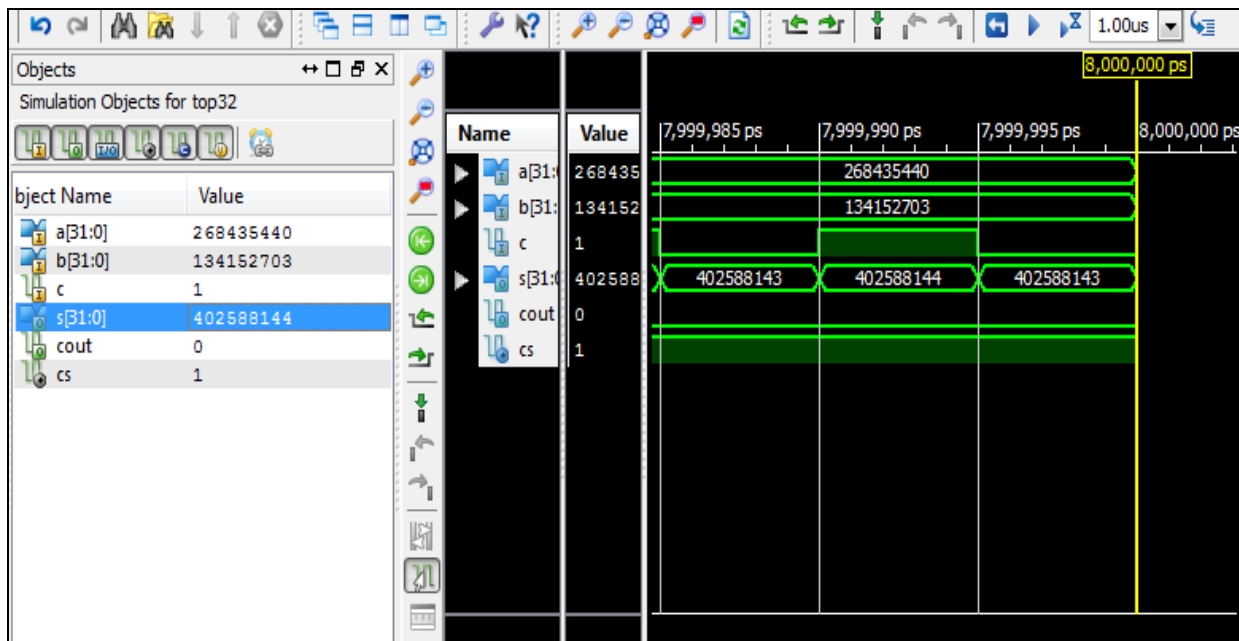 1.00us
Objects
Simulation Objects for top32
bject Name Value
a[31:0] 268435440
b[31:0] 134152703
c 1
s[31:0] 402588144
cout 0
cs 1
8,000,000 ps
Name Value 7,999,985 ps 7,999,990 ps 7,999,995 ps 8,000,000 ps
a[31:0 268435 268435440
b[31: 134152 134152703
c 1
s[31:0 402588 402588143 402588144 402588143
cout 0
cs 1